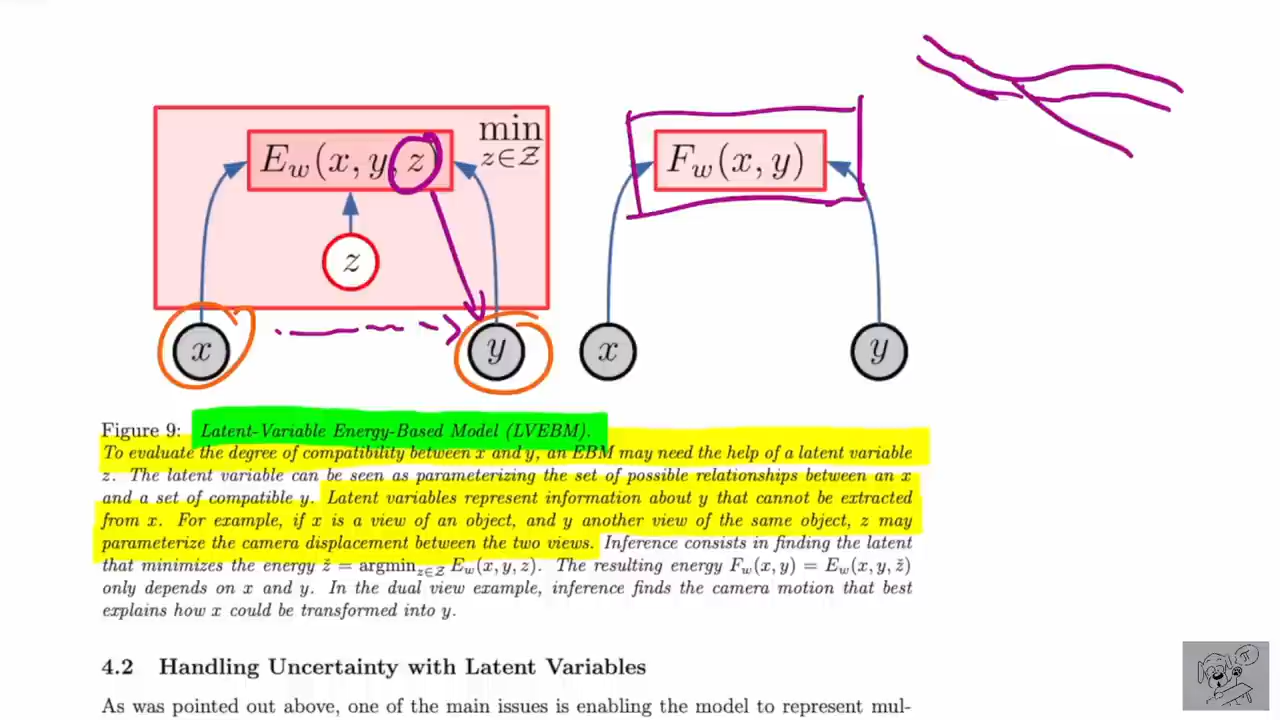 E_w(x, y, z)
min
z∈Z
F_w(x, y)
z
x
y
x
y
Figure 9: Latent-Variable Energy-Based Model (LVEBM).
To evaluate the degree of compatibility between x and y, an EBM may need the help of a latent variable
z. The latent variable can be seen as parameterizing the set of possible relationships between an x
and a set of compatible y. Latent variables represent information about y that cannot be extracted
from x. For example, if x is a view of an object, and y another view of the same object, z may
parameterize the camera displacement between the two views. Inference consists in finding the latent
that minimizes the energy ž = argmin_{z∈Z} E_w(x, y, z). The resulting energy F_w(x, y) = E_w(x, y, ž)
only depends on x and y. In the dual view example, inference finds the camera motion that best
explains how x could be transformed into y.
4.2 Handling Uncertainty with Latent Variables
As was pointed out above, one of the main issues is enabling the model to represent mul-
π